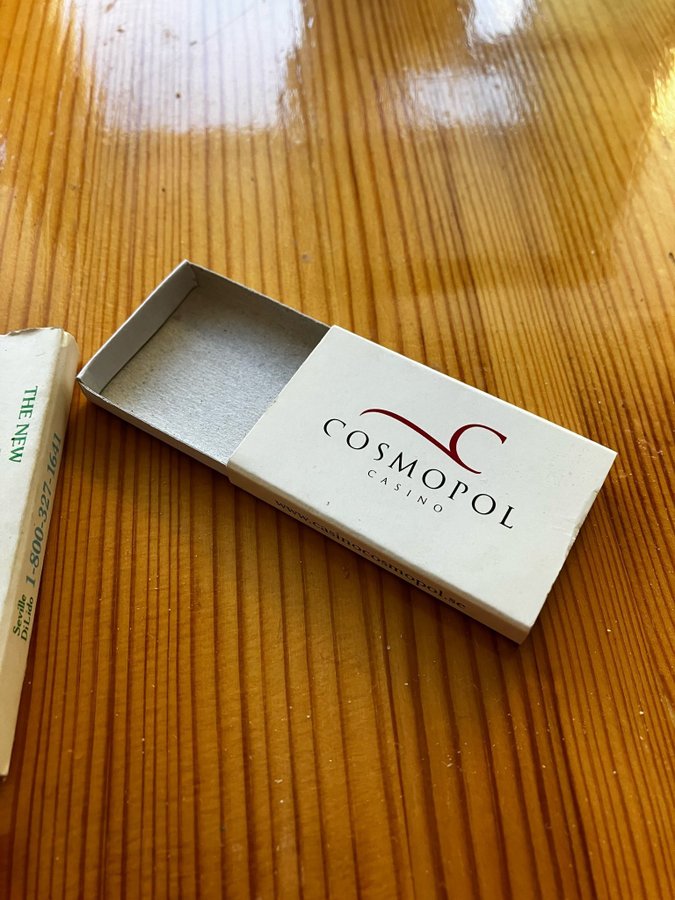 THE NEW
Seville
DiLido 1-800-327-1641
C
COSMOPOL
CASINO
www.casinocosmopol.se